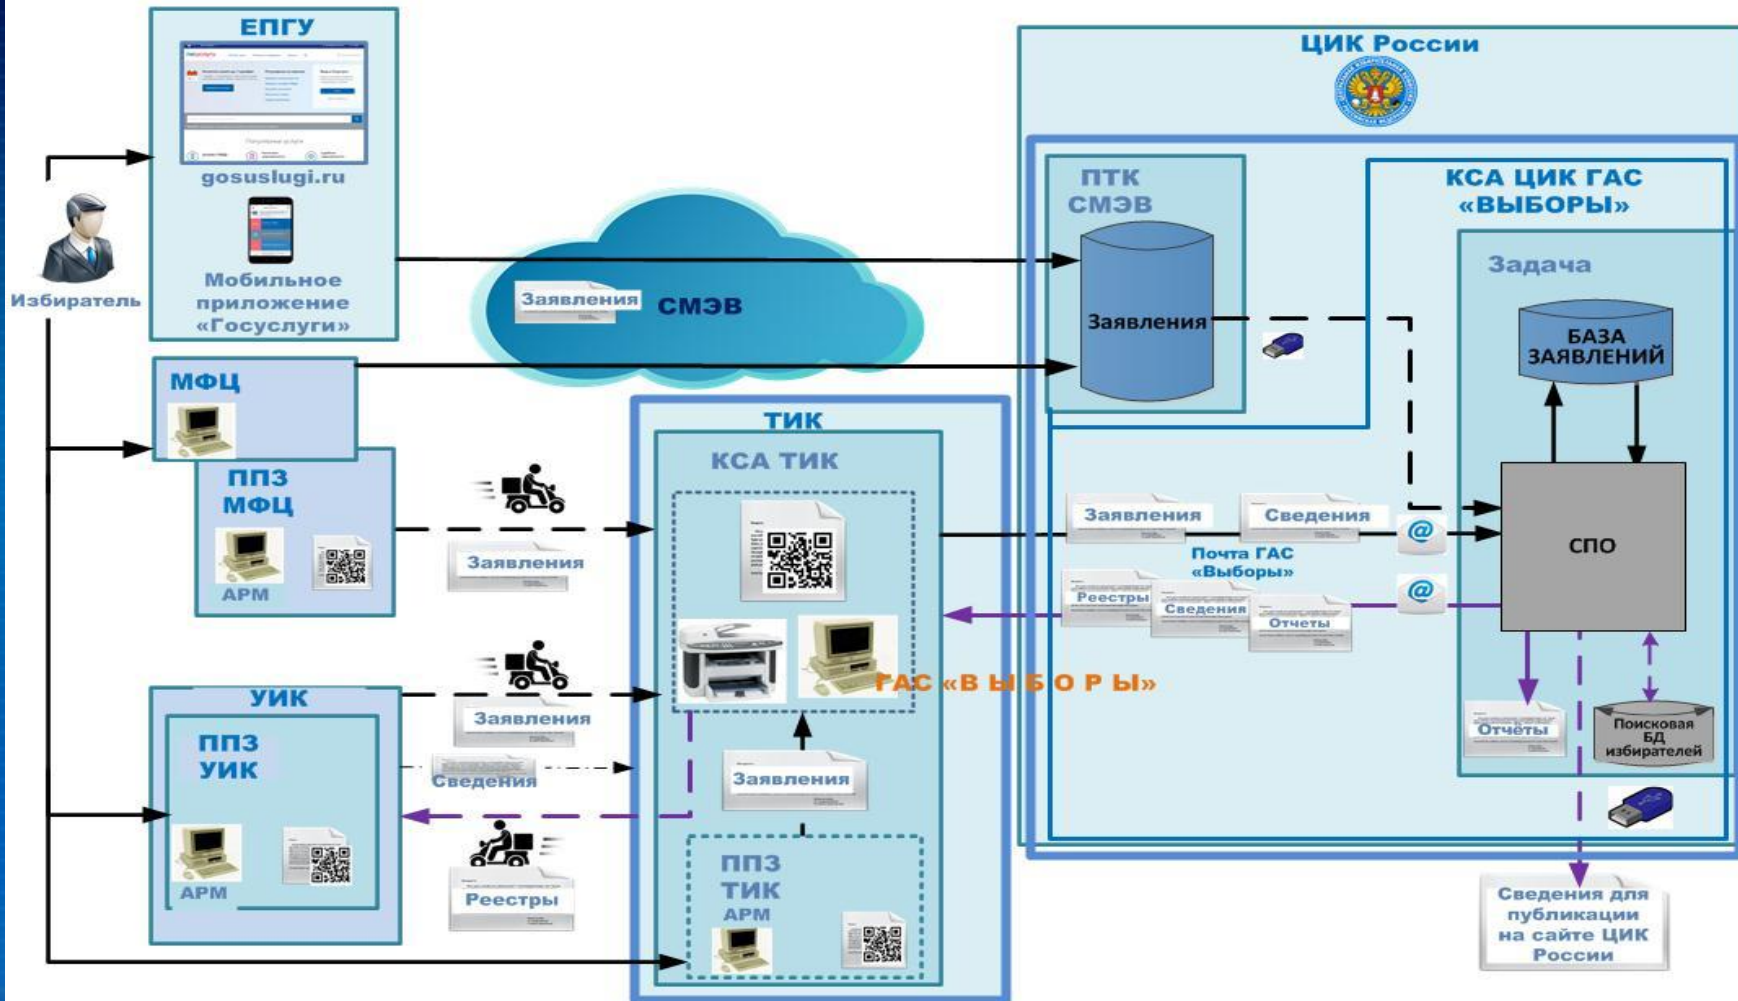 ЕПГУ
gosuslugi.ru
Мобильное
приложение
«Госуслуги»
Избиратель
МФЦ
ППЗ
МФЦ
АРМ
УИК
ППЗ
УИК
АРМ
Заявления
СМЭВ
Заявления
Заявления
Сведения
Реестры
ТИК
КСА ТИК
Заявления
ППЗ
ТИК
АРМ
ГАС «В Ы Б О Р Ы»
ЦИК России
ПТК
СМЭВ
Заявления
КСА ЦИК ГАС
«ВЫБОРЫ»
Задача
БАЗА
ЗАЯВЛЕНИЙ
СПО
Заявления
Сведения
@
Почта ГАС
«Выборы»
@
Реестры
Сведения
Отчеты
Отчёты
Поисковая
БД
избирателей
Сведения для
публикации
на сайте ЦИК
России